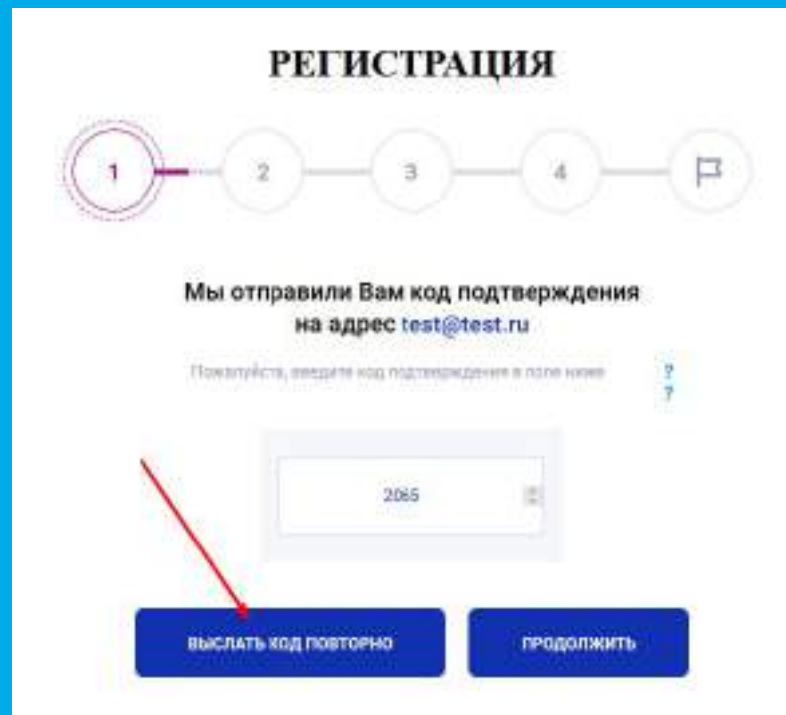 РЕГИСТРАЦИЯ
1 2 3 4
Мы отправили Вам код подтверждения
на адрес test@test.ru
Пожалуйста, введите код подтверждения в поле ниже ?
?
2065
ВЫСЛАТЬ КОД ПОВТОРНО ПРОДОЛЖИТЬ